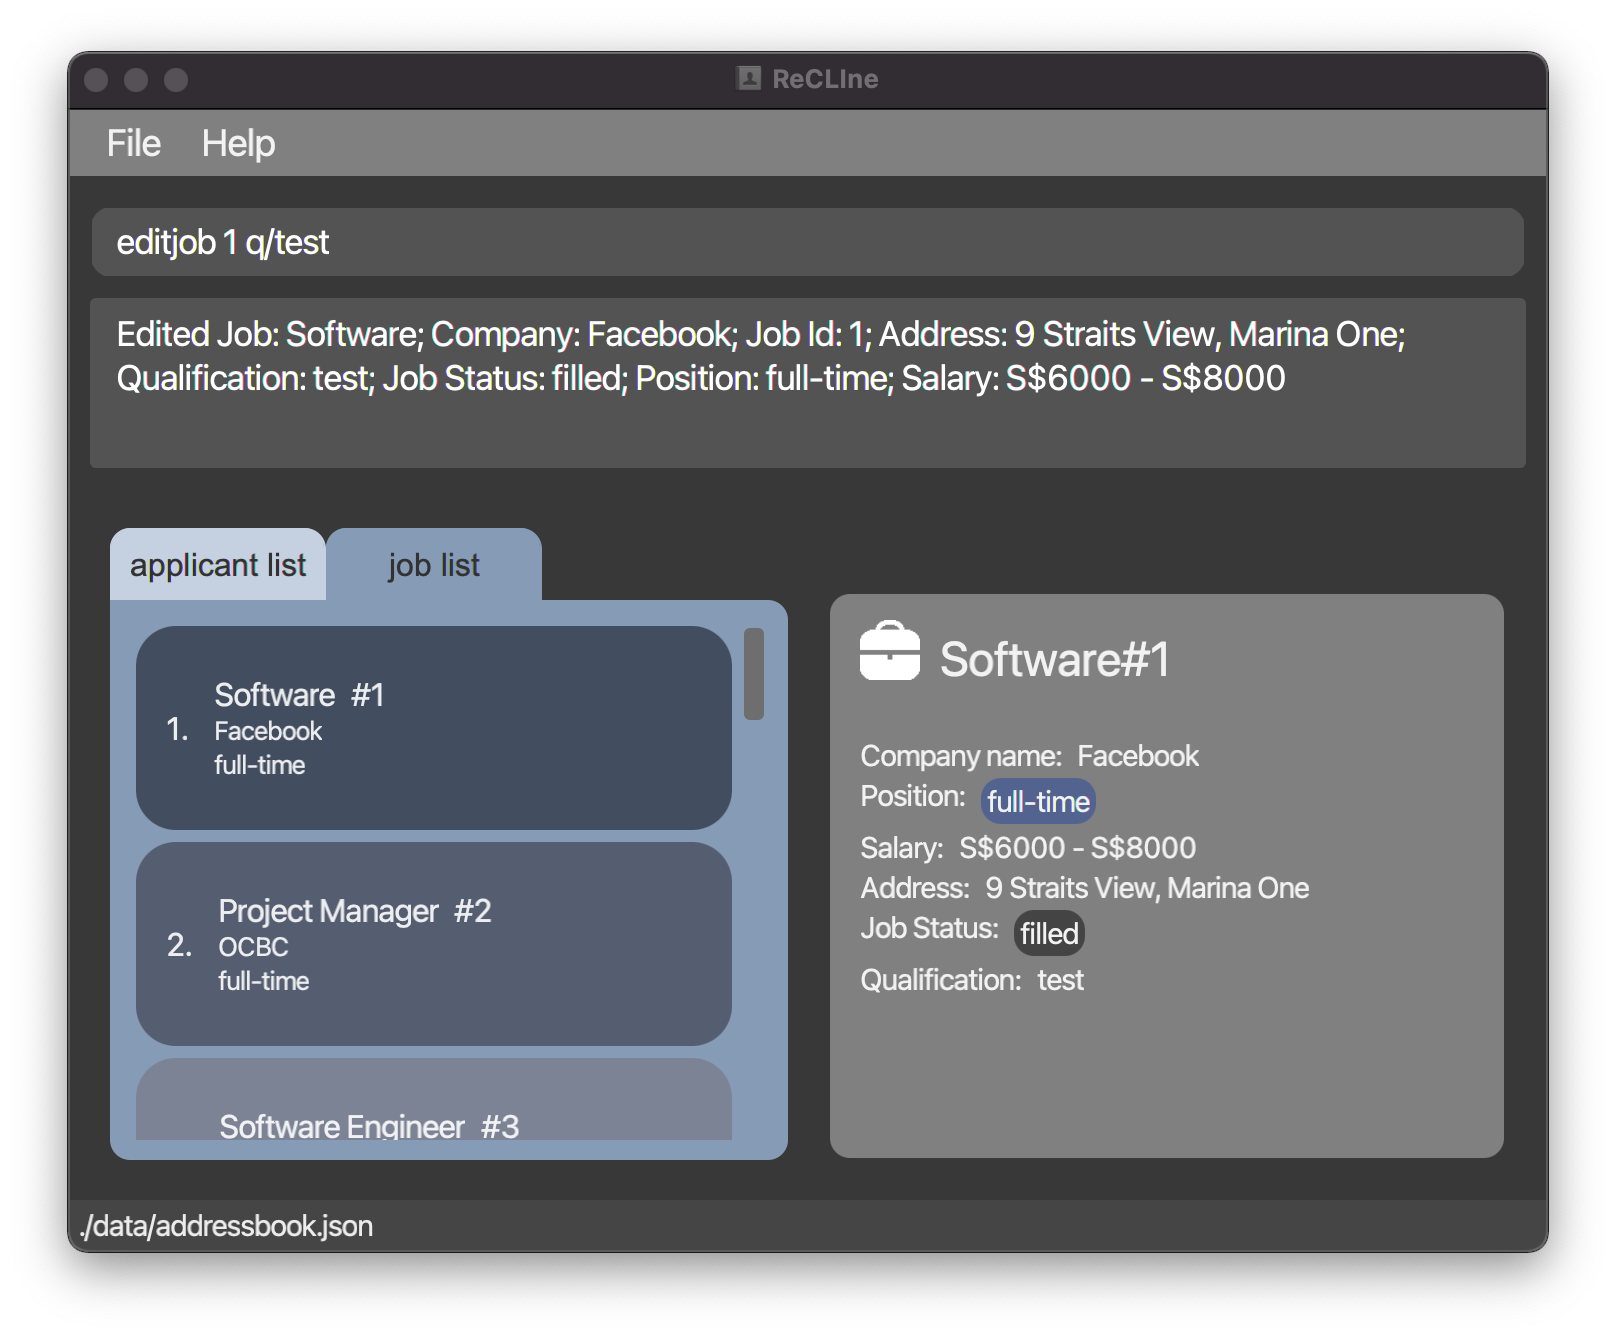 ReCLIne
File Help
editjob 1 q/test
Edited Job: Software; Company: Facebook; Job Id: 1; Address: 9 Straits View, Marina One;
Qualification: test; Job Status: filled; Position: full-time; Salary: S$6000 - S$8000
applicant list
job list
1.
Software #1
Facebook
full-time
2.
Project Manager #2
OCBC
full-time
Software Engineer #3
Software#1
Company name: Facebook
Position: full-time
Salary: S$6000 - S$8000
Address: 9 Straits View, Marina One
Job Status: filled
Qualification: test
./data/addressbook.json